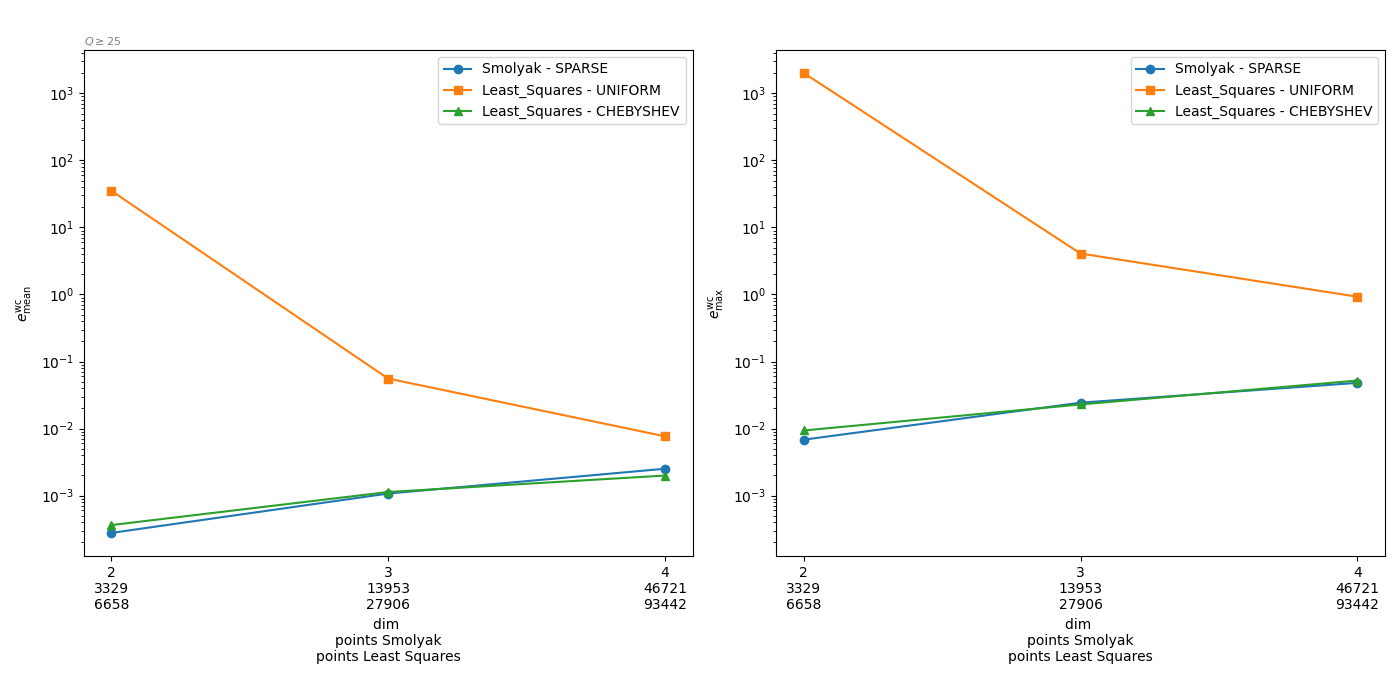 Q ≥ 25
Smolyak - SPARSE
Least_Squares - UNIFORM
Least_Squares - CHEBYSHEV
10³
10²
10¹
10⁰
10⁻¹
10⁻²
10⁻³
e^wc_mean
2 3 4
3329 13953 46721
6658 27906 93442
dim
points Smolyak
points Least Squares
Smolyak - SPARSE
Least_Squares - UNIFORM
Least_Squares - CHEBYSHEV
10³
10²
10¹
10⁰
10⁻¹
10⁻²
10⁻³
e^wc_max
2 3 4
3329 13953 46721
6658 27906 93442
dim
points Smolyak
points Least Squares